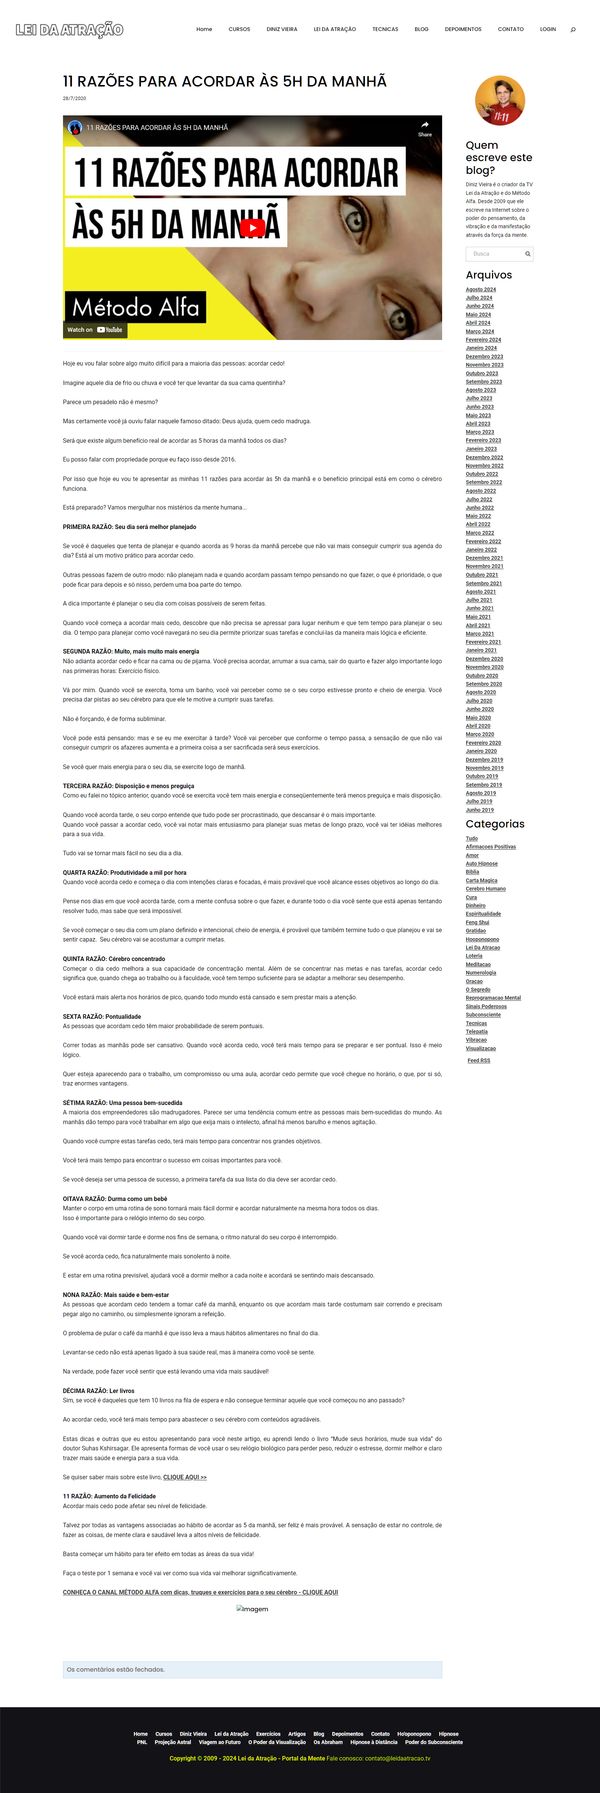 LEI DA ATRAÇÃO
Home CURSOS DINIZ VIEIRA LEI DA ATRAÇÃO TECNICAS BLOG DEPOIMENTOS CONTATO LOGIN
11 RAZÕES PARA ACORDAR ÀS 5H DA MANHÃ
28/7/2020
11 RAZÕES PARA ACORDAR ÀS 5H DA MANHÃ
Share
11 RAZÕES PARA ACORDAR
ÀS 5H DA MANHÃ
Método Alfa
Watch on YouTube
Hoje eu vou falar sobre algo muito difícil para a maioria das pessoas: acordar cedo!
Imagine aquele dia de frio ou chuva e você ter que levantar da sua cama quentinha?
Parece um pesadelo não é mesmo?
Mas certamente você já ouviu falar naquele famoso ditado: Deus ajuda, quem cedo madruga.
Será que existe algum benefício real de acordar as 5 horas da manhã todos os dias?
Eu posso falar com propriedade porque eu faço isso desde 2016.
Por isso que hoje eu vou te apresentar as minhas 11 razões para acordar às 5h da manhã e o benefício principal está em como o cérebro
funciona.
Está preparado? Vamos mergulhar nos mistérios da mente humana...
PRIMEIRA RAZÃO: Seu dia será melhor planejado
Se você é daqueles que tenta de planejar e quando acorda as 9 horas da manhã percebe que não vai mais conseguir cumprir sua agenda do
dia? Está aí um motivo prático para acordar cedo.
Outras pessoas fazem de outro modo: não planejam nada e quando acordam passam tempo pensando no que fazer, o que é prioridade, o que
pode ficar para depois e só nisso, perdem uma boa parte do tempo.
A dica importante é planejar o seu dia com coisas possíveis de serem feitas.
Quando você começa a acordar mais cedo, descobre que não precisa se apressar para lugar nenhum e que tem tempo para planejar o seu
dia. O tempo para planejar como você navegará no seu dia permite priorizar suas tarefas e concluí-las da maneira mais lógica e eficiente.
SEGUNDA RAZÃO: Muito, mais muito mais energia
Não adianta acordar cedo e ficar na cama ou de pijama. Você precisa acordar, arrumar a sua cama, sair do quarto e fazer algo importante logo
nas primeiras horas: Exercício físico.
Vá por mim. Quando você se exercita, toma um banho, você vai perceber como se o seu corpo estivesse pronto e cheio de energia. Você
precisa dar pistas ao seu cérebro para que ele te motive a cumprir suas tarefas.
Não é forçando, é de forma subliminar.
Você pode está pensando: mas e se eu me exercitar à tarde? Você vai perceber que conforme o tempo passa, a sensação de que não vai
conseguir cumprir os afazeres aumenta e a primeira coisa a ser sacrificada será seus exercícios.
Se você quer mais energia para o seu dia, se exercite logo de manhã.
TERCEIRA RAZÃO: Disposição e menos preguiça
Como eu falei no tópico anterior, quando você se exercita você tem mais energia e conseqüentemente terá menos preguiça e mais disposição.
Quando você acorda tarde, o seu corpo entende que tudo pode ser procrastinado, que descansar é o mais importante.
Quando você passar a acordar cedo, você vai notar mais entusiasmo para planejar suas metas de longo prazo, você vai ter idéias melhores
para a sua vida.
Tudo vai se tornar mais fácil no seu dia a dia.
QUARTA RAZÃO: Produtividade a mil por hora
Quando você acorda cedo e começa o dia com intenções claras e focadas, é mais provável que você alcance esses objetivos ao longo do dia.
Pense nos dias em que você acorda tarde, com a mente confusa sobre o que fazer, e durante todo o dia você sente que está apenas tentando
resolver tudo, mas sabe que será impossível.
Se você começar o seu dia com um plano definido e intencional, cheio de energia, é provável que também termine tudo o que planejou e vai se
sentir capaz. Seu cérebro vai se acostumar a cumprir metas.
QUINTA RAZÃO: Cérebro concentrado
Começar o dia cedo melhora a sua capacidade de concentração mental. Além de se concentrar nas metas e nas tarefas, acordar cedo
significa que, quando chega ao trabalho ou à faculdade, você tem tempo suficiente para se adaptar a melhorar seu desempenho.
Você estará mais alerta nos horários de pico, quando todo mundo está cansado e sem prestar mais a atenção.
SEXTA RAZÃO: Pontualidade
As pessoas que acordam cedo têm maior probabilidade de serem pontuais.
Correr todas as manhãs pode ser cansativo. Quando você acorda cedo, você terá mais tempo para se preparar e ser pontual. Isso é meio
lógico.
Quer esteja aparecendo para o trabalho, um compromisso ou uma aula, acordar cedo permite que você chegue no horário, o que, por si só,
traz enormes vantagens.
SÉTIMA RAZÃO: Uma pessoa bem-sucedida
A maioria dos empreendedores são madrugadores. Parece ser uma tendência comum entre as pessoas mais bem-sucedidas do mundo. As
manhãs dão tempo para você trabalhar em algo que exija mais o intelecto, afinal há menos barulho e menos agitação.
Quando você cumpre estas tarefas cedo, terá mais tempo para concentrar nos grandes objetivos.
Você terá mais tempo para encontrar o sucesso em coisas importantes para você.
Se você deseja ser uma pessoa de sucesso, a primeira tarefa da sua lista do dia deve ser acordar cedo.
OITAVA RAZÃO: Durma como um bebê
Manter o corpo em uma rotina de sono tornará mais fácil dormir e acordar naturalmente na mesma hora todos os dias.
Isso é importante para o relógio interno do seu corpo.
Quando você vai dormir tarde e dorme nos fins de semana, o ritmo natural do seu corpo é interrompido.
Se você acorda cedo, fica naturalmente mais sonolento à noite.
E estar em uma rotina previsível, ajudará você a dormir melhor a cada noite e acordará se sentindo mais descansado.
NONA RAZÃO: Mais saúde e bem-estar
As pessoas que acordam cedo tendem a tomar café da manhã, enquanto os que acordam mais tarde costumam sair correndo e precisam
pegar algo no caminho, ou simplesmente ignoram a refeição.
O problema de pular o café da manhã é que isso leva a maus hábitos alimentares no final do dia.
Levantar-se cedo não está apenas ligado à sua saúde real, mas à maneira como você se sente.
Na verdade, pode fazer você sentir que está levando uma vida mais saudável!
DÉCIMA RAZÃO: Ler livros
Sim, se você é daqueles que tem 10 livros na fila de espera e não consegue terminar aquele que você começou no ano passado?
Ao acordar cedo, você terá mais tempo para abastecer o seu cérebro com conteúdos agradáveis.
Estas dicas e outras que eu estou apresentando para você neste artigo, eu aprendi lendo o livro “Mude seus horários, mude sua vida” do
doutor Suhas Kshirsagar. Ele apresenta formas de você usar o seu relógio biológico para perder peso, reduzir o estresse, dormir melhor e claro
trazer mais saúde e energia para a sua vida.
Se quiser saber mais sobre este livro, CLIQUE AQUI >>
11 RAZÃO: Aumento da Felicidade
Acordar mais cedo pode afetar seu nível de felicidade.
Talvez por todas as vantagens associadas ao hábito de acordar as 5 da manhã, ser feliz é mais provável. A sensação de estar no controle, de
fazer as coisas, de mente clara e saudável leva a altos níveis de felicidade.
Basta começar um hábito para ter efeito em todas as áreas da sua vida!
Faça o teste por 1 semana e você vai ver como sua vida vai melhorar significativamente.
CONHEÇA O CANAL MÉTODO ALFA com dicas, truques e exercícios para o seu cérebro - CLIQUE AQUI
Imagem
Os comentários estão fechados.
11:11
Quem
escreve este
blog?
Diniz Vieira é o criador da TV
Lei da Atração e do Método
Alfa. Desde 2009 que ele
escreve na Internet sobre o
poder do pensamento, da
vibração e da manifestação
através da força da mente.
Busca
Arquivos
Agosto 2024
Julho 2024
Junho 2024
Maio 2024
Abril 2024
Março 2024
Fevereiro 2024
Janeiro 2024
Dezembro 2023
Novembro 2023
Outubro 2023
Setembro 2023
Agosto 2023
Julho 2023
Junho 2023
Maio 2023
Abril 2023
Março 2023
Fevereiro 2023
Janeiro 2023
Dezembro 2022
Novembro 2022
Outubro 2022
Setembro 2022
Agosto 2022
Julho 2022
Junho 2022
Maio 2022
Abril 2022
Março 2022
Fevereiro 2022
Janeiro 2022
Dezembro 2021
Novembro 2021
Outubro 2021
Setembro 2021
Agosto 2021
Julho 2021
Junho 2021
Maio 2021
Abril 2021
Março 2021
Fevereiro 2021
Janeiro 2021
Dezembro 2020
Novembro 2020
Outubro 2020
Setembro 2020
Agosto 2020
Julho 2020
Junho 2020
Maio 2020
Abril 2020
Março 2020
Fevereiro 2020
Janeiro 2020
Dezembro 2019
Novembro 2019
Outubro 2019
Setembro 2019
Agosto 2019
Julho 2019
Junho 2019
Categorias
Tudo
Afirmacoes Positivas
Amor
Auto Hipnose
Biblia
Carta Magica
Cerebro Humano
Cura
Dinheiro
Espiritualidade
Feng Shui
Gratidao
Hooponopono
Lei Da Atracao
Loteria
Meditacao
Numerologia
Oracao
O Segredo
Reprogramacao Mental
Sinais Poderosos
Subconsciente
Tecnicas
Telepatia
Vibracao
Visualizacao
Feed RSS
Home Cursos Diniz Vieira Lei da Atração Exercícios Artigos Blog Depoimentos Contato Ho'oponopono Hipnose
PNL Projeção Astral Viagem ao Futuro O Poder da Visualização Os Abraham Hipnose à Distância Poder do Subconsciente
Copyright © 2009 - 2024 Lei da Atração - Portal da Mente Fale conosco: contato@leidaatracao.tv